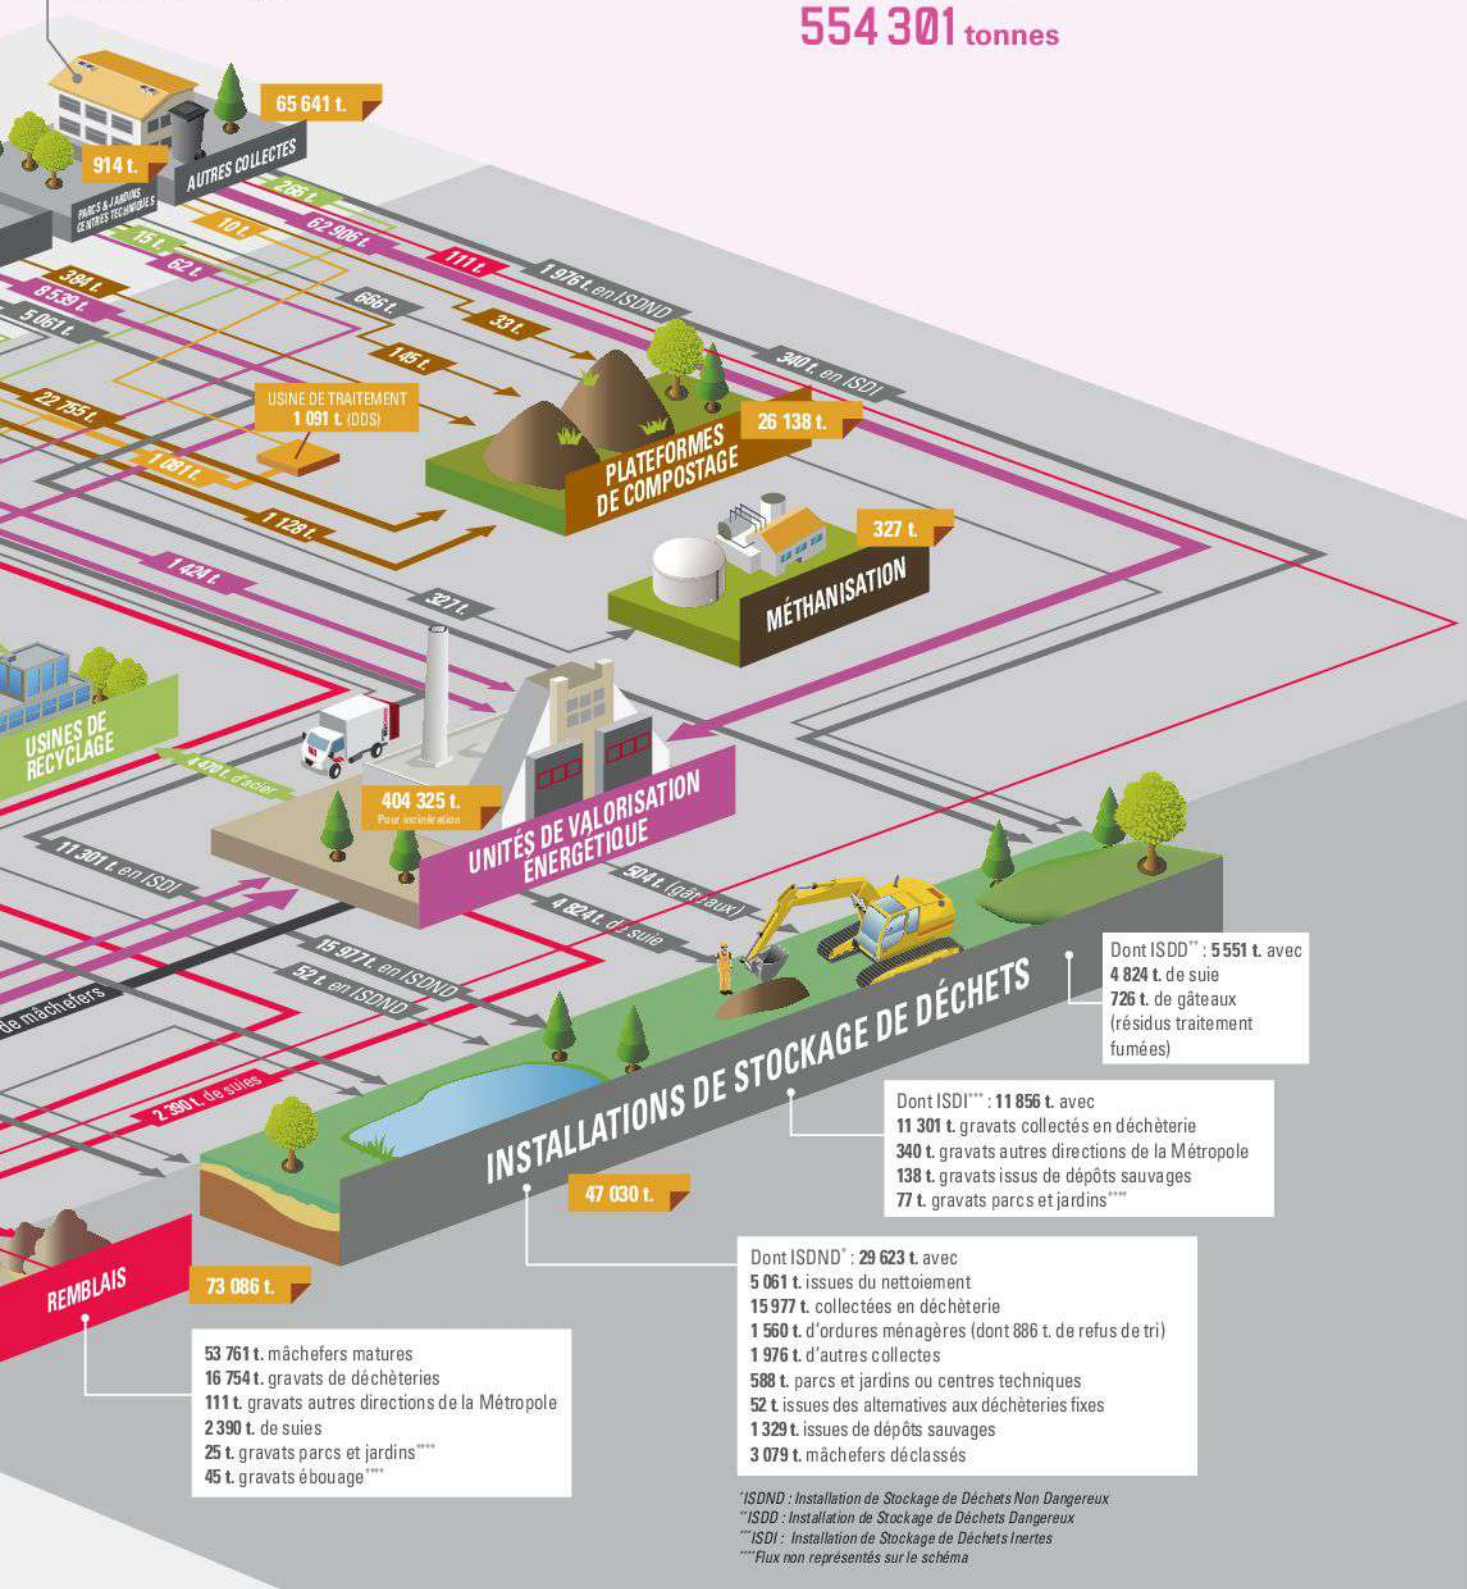 554 301 tonnes
65 641 t.
914 t.
AUTRES COLLECTES
PARCS & JARDINS
CENTRES TECHNIQUES
266 t.
10 t.
62 906 t.
15 t.
62 t.
111 t.
1 976 t. en ISDND
384 t.
8 539 t.
5 061 t.
666 t.
33 t.
145 t.
340 t. en ISDI
22 755 t.
USINE DE TRAITEMENT
1 091 t. (DDS)
26 138 t.
PLATEFORMES
DE COMPOSTAGE
1 081 t.
1 128 t.
327 t.
MÉTHANISATION
1 424 t.
327 t.
USINES DE
RECYCLAGE
4 470 t. d'acier
404 325 t.
Pour incinération
UNITÉS DE VALORISATION
ÉNERGÉTIQUE
11 301 t. en ISDI
504 t. (gâteaux)
4 824 t. de suie
15 977 t. en ISDND
52 t. en ISDND
de mâchefers
2 390 t. de suies
INSTALLATIONS DE STOCKAGE DE DÉCHETS
Dont ISDD** : 5 551 t. avec
4 824 t. de suie
726 t. de gâteaux
(résidus traitement
fumées)
Dont ISDI*** : 11 856 t. avec
11 301 t. gravats collectés en déchèterie
340 t. gravats autres directions de la Métropole
138 t. gravats issus de dépôts sauvages
77 t. gravats parcs et jardins****
47 030 t.
Dont ISDND* : 29 623 t. avec
5 061 t. issues du nettoiement
15 977 t. collectées en déchèterie
1 560 t. d'ordures ménagères (dont 886 t. de refus de tri)
1 976 t. d'autres collectes
588 t. parcs et jardins ou centres techniques
52 t. issues des alternatives aux déchèteries fixes
1 329 t. issues de dépôts sauvages
3 079 t. mâchefers déclassés
REMBLAIS
73 086 t.
53 761 t. mâchefers matures
16 754 t. gravats de déchèteries
111 t. gravats autres directions de la Métropole
2 390 t. de suies
25 t. gravats parcs et jardins****
45 t. gravats ébouage****
*ISDND : Installation de Stockage de Déchets Non Dangereux
**ISDD : Installation de Stockage de Déchets Dangereux
***ISDI : Installation de Stockage de Déchets Inertes
****Flux non représentés sur le schéma